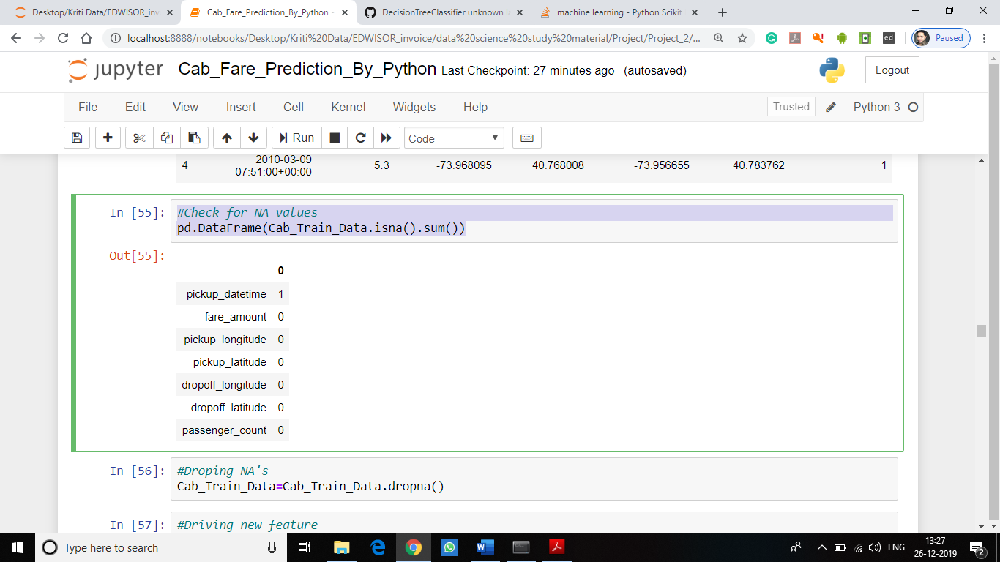 Desktop/Kriti Data/EDWISOR_inv
Cab_Fare_Prediction_By_Python -
DecisionTreeClassifier unknown la
machine learning - Python Scikit
localhost:8888/notebooks/Desktop/Kriti%20Data/EDWISOR_invoice/data%20science%20study%20material/Project/Project_2/...
ed
Paused
jupyter Cab_Fare_Prediction_By_Python Last Checkpoint: 27 minutes ago (autosaved)
Logout
File Edit View Insert Cell Kernel Widgets Help
Trusted
Python 3
Run
Code
4 2010-03-09 07:51:00+00:00 5.3 -73.968095 40.768008 -73.956655 40.783762 1
In [55]: #Check for NA values
pd.DataFrame(Cab_Train_Data.isna().sum())
Out[55]:
0
pickup_datetime 1
fare_amount 0
pickup_longitude 0
pickup_latitude 0
dropoff_longitude 0
dropoff_latitude 0
passenger_count 0
In [56]: #Droping NA's
Cab_Train_Data=Cab_Train_Data.dropna()
In [57]: #Driving new feature
Type here to search
ENG
13:27
26-12-2019
2